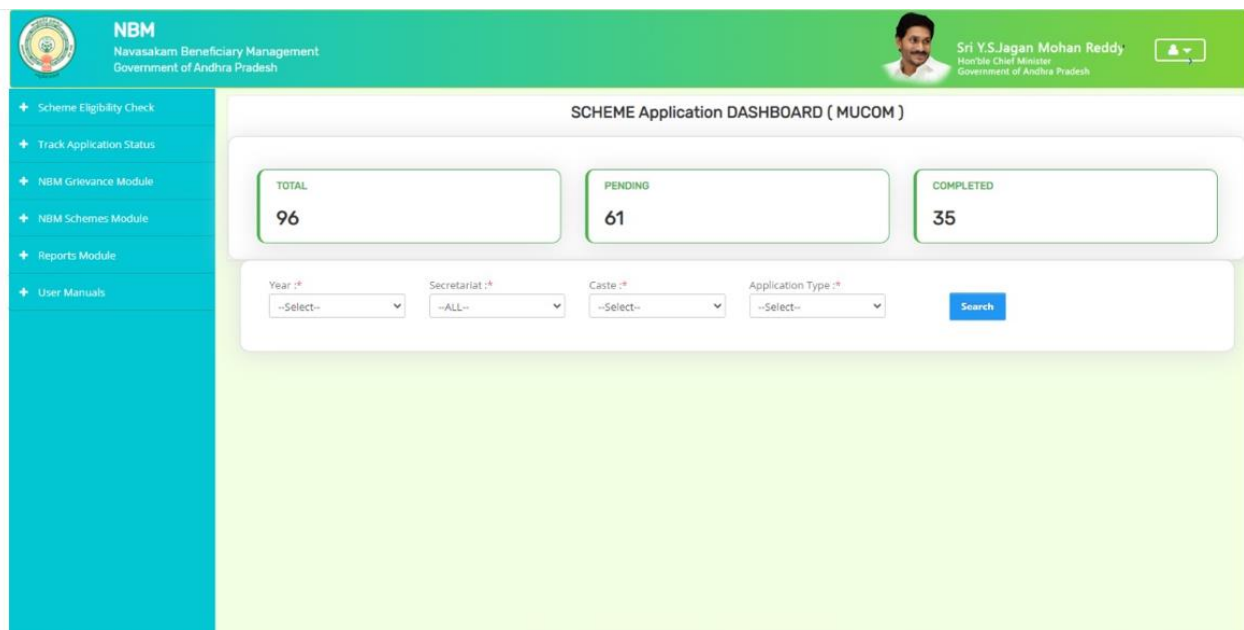 NBM
Navasakam Beneficiary Management
Government of Andhra Pradesh
Sri Y.S.Jagan Mohan Reddy
Hon'ble Chief Minister
Government of Andhra Pradesh
+ Scheme Eligibility Check
+ Track Application Status
+ NBM Grievance Module
+ NBM Schemes Module
+ Reports Module
+ User Manuals
SCHEME Application DASHBOARD ( MUCOM )
TOTAL
96
PENDING
61
COMPLETED
35
Year :*
--Select--
Secretariat :*
--ALL--
Caste :*
--Select--
Application Type :*
--Select--
Search